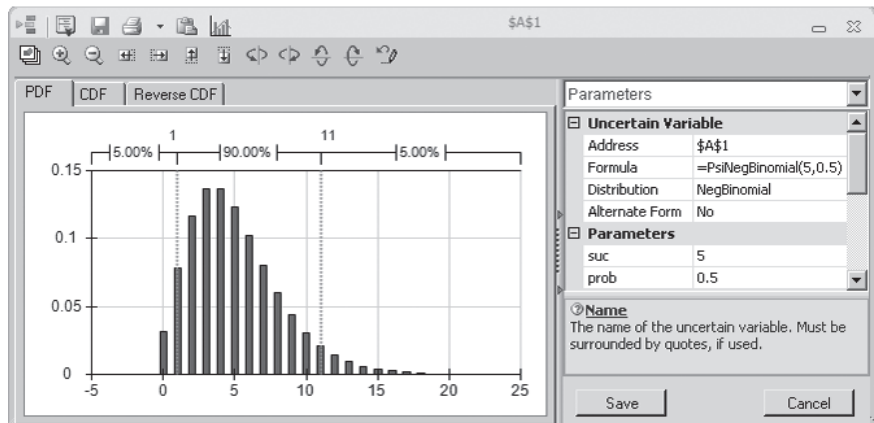 $A$1
PDF
CDF
Reverse CDF
1
11
5.00%
90.00%
5.00%
0.15
0.1
0.05
0
-5
0
5
10
15
20
25
Parameters
Uncertain Variable
Address $A$1
Formula =PsiNegBinomial(5,0.5)
Distribution NegBinomial
Alternate Form No
Parameters
suc 5
prob 0.5
Name
The name of the uncertain variable. Must be
surrounded by quotes, if used.
Save
Cancel